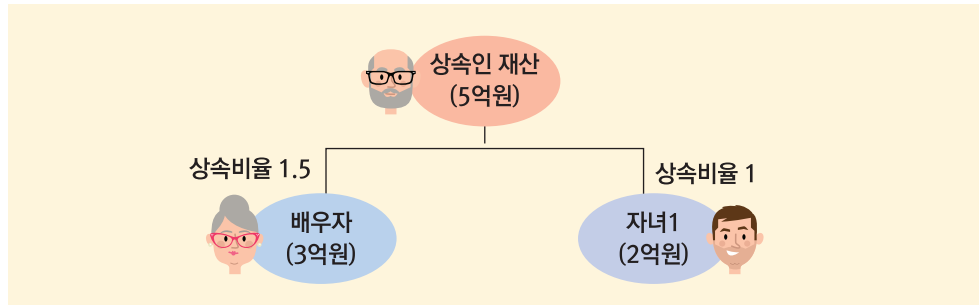 상속인 재산
(5억원)
상속비율 1.5
상속비율 1
배우자
(3억원)
자녀1
(2억원)